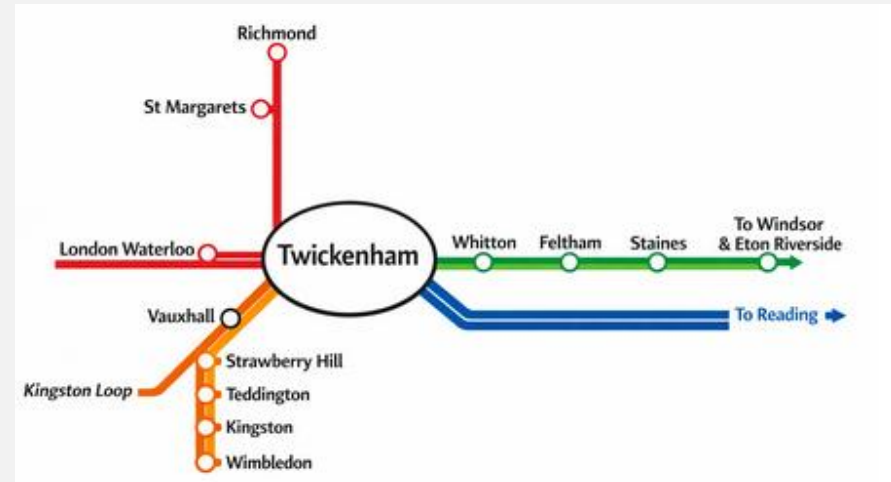 Richmond
St Margarets
London Waterloo
Twickenham
Whitton
Feltham
Staines
To Windsor
& Eton Riverside
Vauxhall
To Reading
Kingston Loop
Strawberry Hill
Teddington
Kingston
Wimbledon